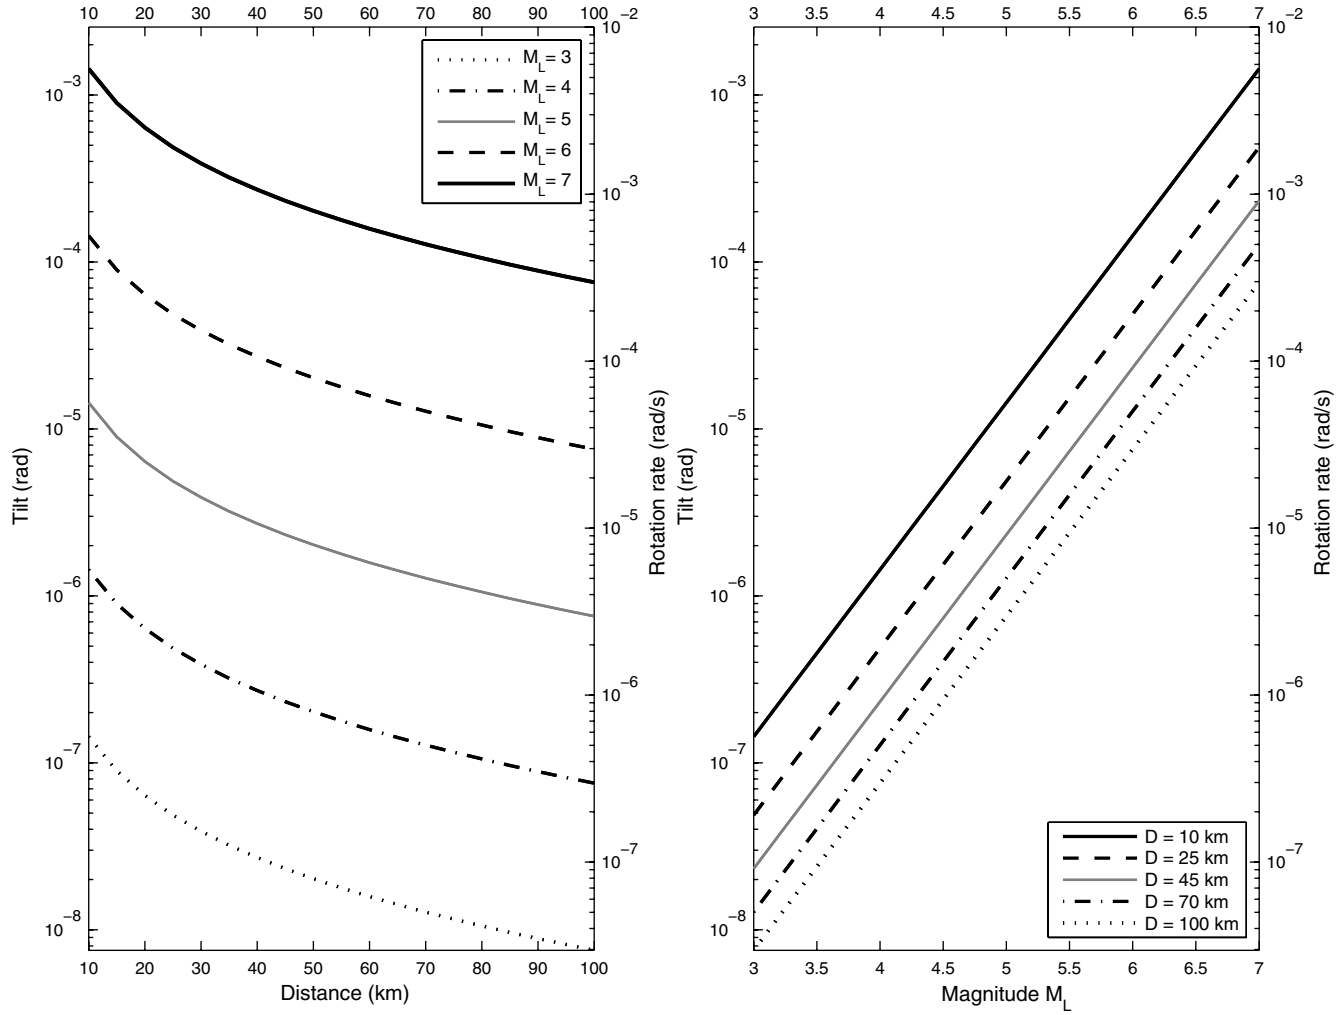 10 20 30 40 50 60 70 80 90 100
10⁻²
10⁻³
10⁻⁴
10⁻⁵
10⁻⁶
10⁻⁷
10⁻⁸
Tilt (rad)
M_L = 3
M_L = 4
M_L = 5
M_L = 6
M_L = 7
10⁻³
10⁻⁴
10⁻⁵
10⁻⁶
10⁻⁷
Rotation rate (rad/s)
10 20 30 40 50 60 70 80 90 100
Distance (km)
3 3.5 4 4.5 5 5.5 6 6.5 7
10⁻³
10⁻⁴
10⁻⁵
10⁻⁶
10⁻⁷
10⁻⁸
Tilt (rad)
10⁻²
10⁻³
10⁻⁴
10⁻⁵
10⁻⁶
10⁻⁷
Rotation rate (rad/s)
D = 10 km
D = 25 km
D = 45 km
D = 70 km
D = 100 km
3 3.5 4 4.5 5 5.5 6 6.5 7
Magnitude M_L